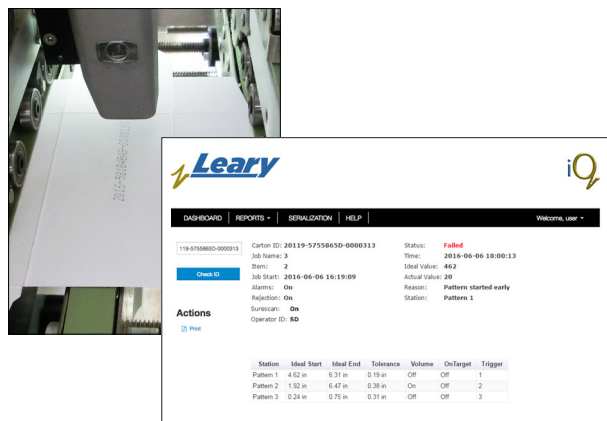 Leary
iQ
DASHBOARD REPORTS SERIALIZATION HELP Welcome, user
119-5755865D-0000313
Check ID
Actions
Print
Carton ID: 20119-5755865D-0000313
Job Name: 3
Item: 2
Job Start: 2016-06-06 16:19:09
Alarms: On
Rejection: On
Surescan: On
Operator ID: SD
Status: Failed
Time: 2016-06-06 18:00:13
Ideal Value: 462
Actual Value: 20
Reason: Pattern started early
Station: Pattern 1
Station Ideal Start Ideal End Tolerance Volume OnTarget Trigger
Pattern 1 4.62 in 6.31 in 0.19 in Off Off 1
Pattern 2 1.92 in 6.47 in 0.38 in On Off 2
Pattern 3 0.24 in 0.75 in 0.31 in Off Off 3